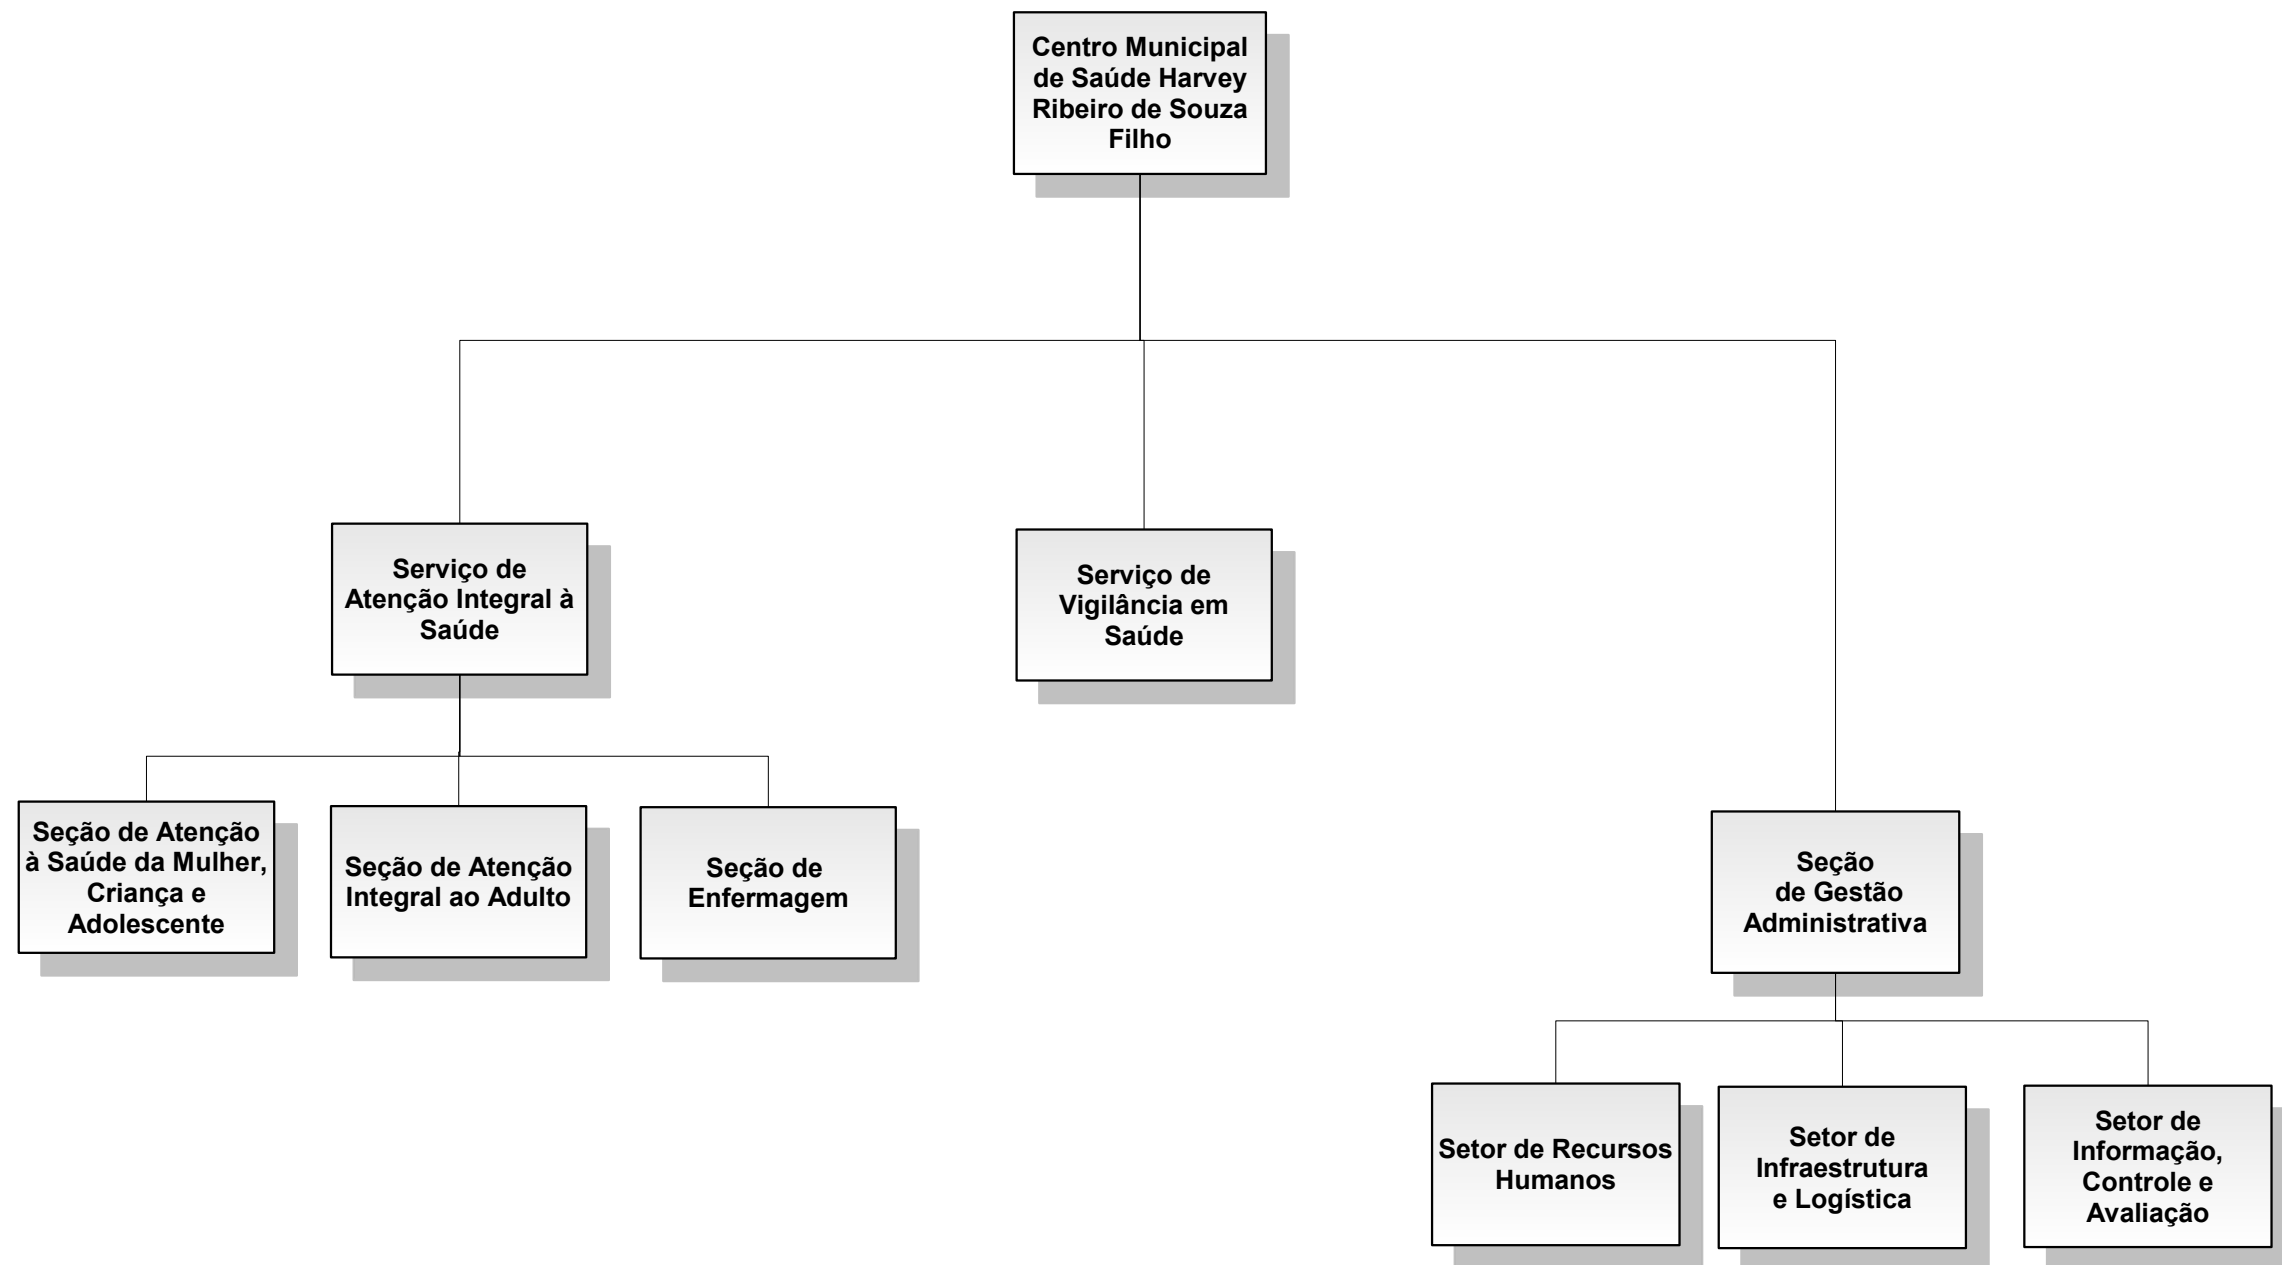 Centro Municipal
de Saúde Harvey
Ribeiro de Souza
Filho
Serviço de
Atenção Integral à
Saúde
Serviço de
Vigilância em
Saúde
Seção de Atenção
à Saúde da Mulher,
Criança e
Adolescente
Seção de Atenção
Integral ao Adulto
Seção de
Enfermagem
Seção
de Gestão
Administrativa
Setor de Recursos
Humanos
Setor de
Infraestrutura
e Logística
Setor de
Informação,
Controle e
Avaliação